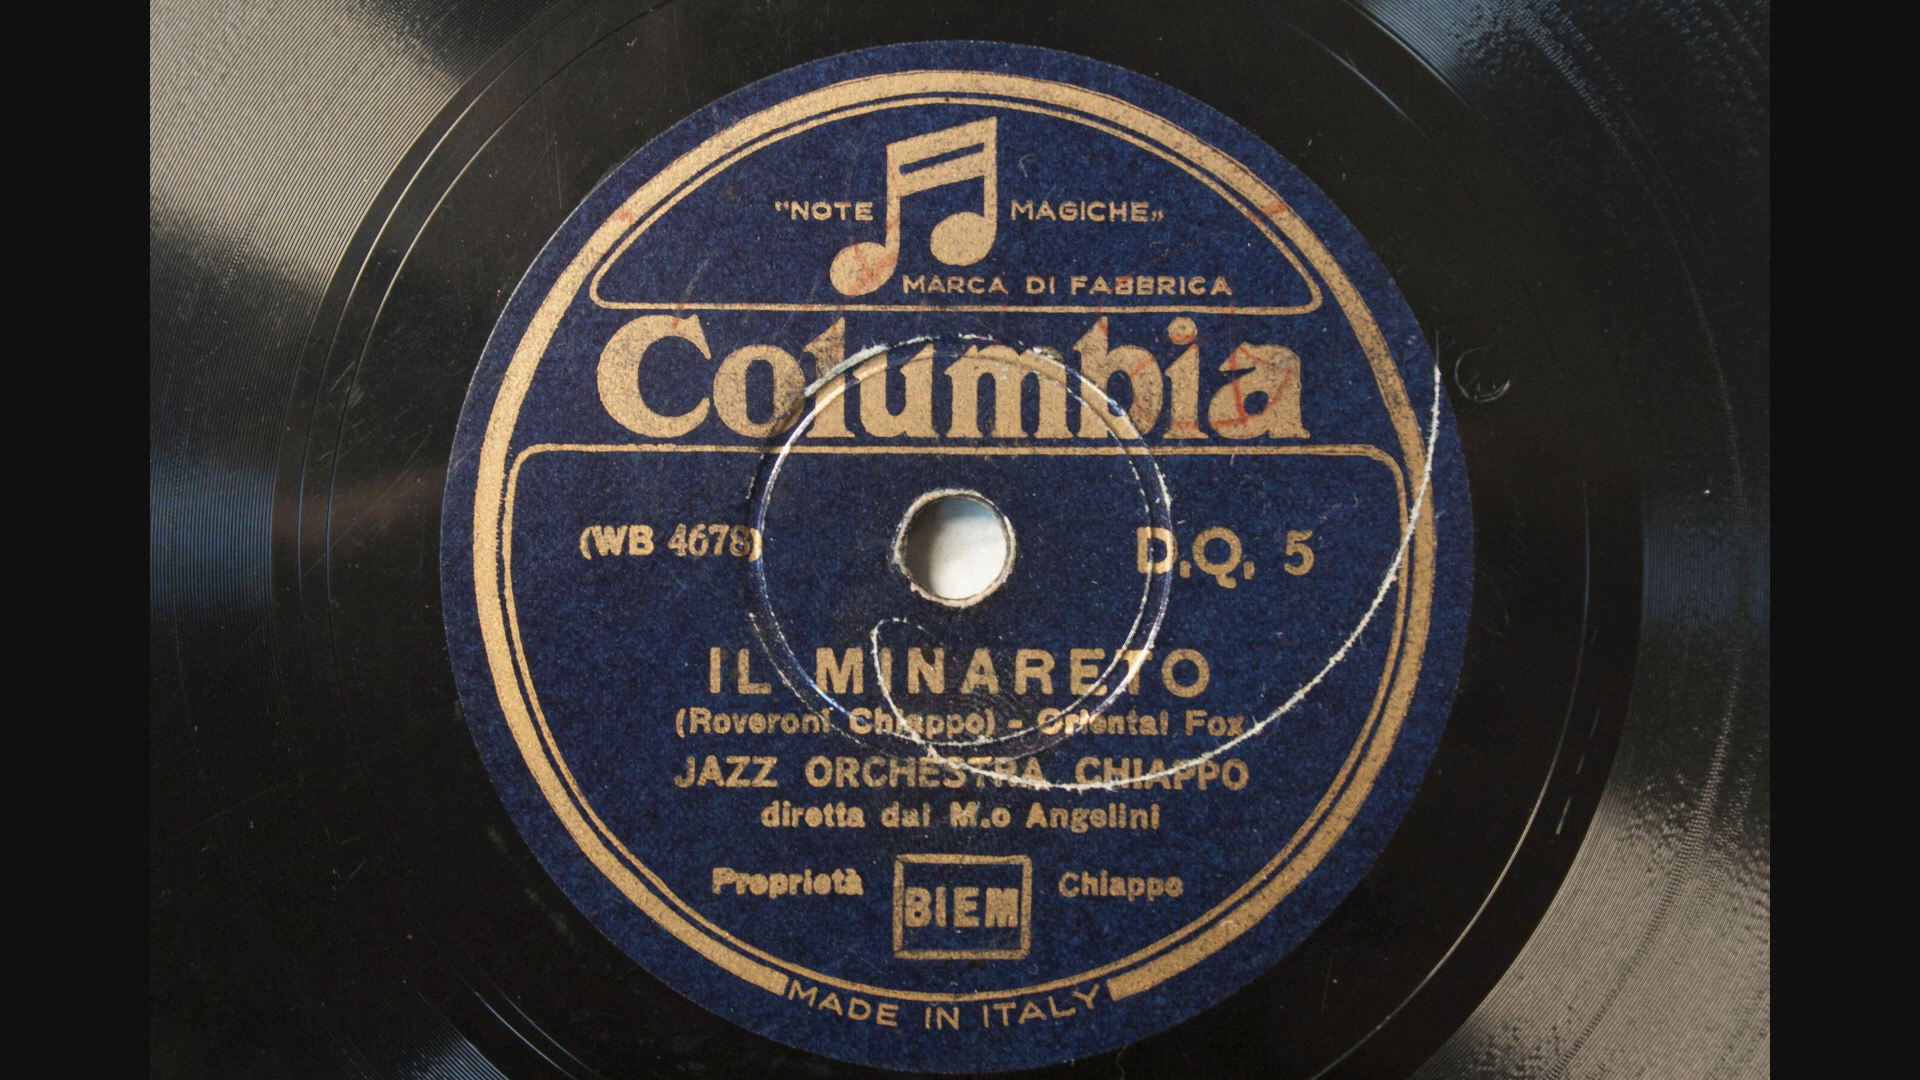 "NOTE MAGICHE„
MARCA DI FABBRICA
Columbia
(WB 4678) D.Q. 5
IL MINARETO
(Roveroni Chiappo) - Oriental Fox
JAZZ ORCHESTRA CHIAPPO
diretta dal M.o Angelini
Proprietà BIEM Chiappo
MADE IN ITALY